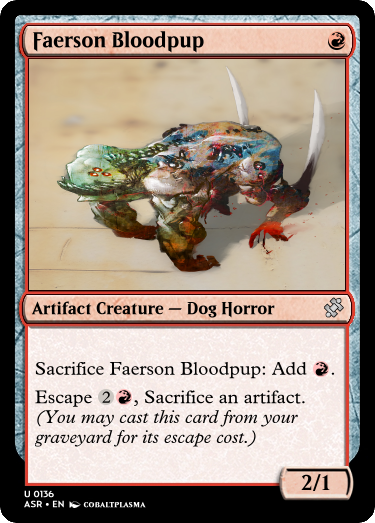 Faerson Bloodpup
Artifact Creature — Dog Horror
Sacrifice Faerson Bloodpup: Add .
Escape 2 , Sacrifice an artifact.
(You may cast this card from your
graveyard for its escape cost.)
2/1
U 0136
ASR • EN COBALTPLASMA